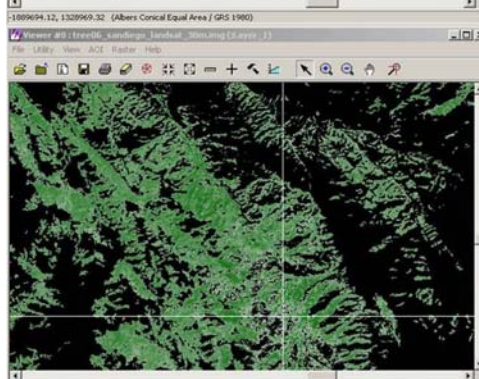 -1889694.12, 1328969.32 (Albers Conical Equal Area / GRS 1980)
Viewer #8 : tree06_sandiego_landsat_30m.img (:Layer_1)
File Utility View AOI Raster Help